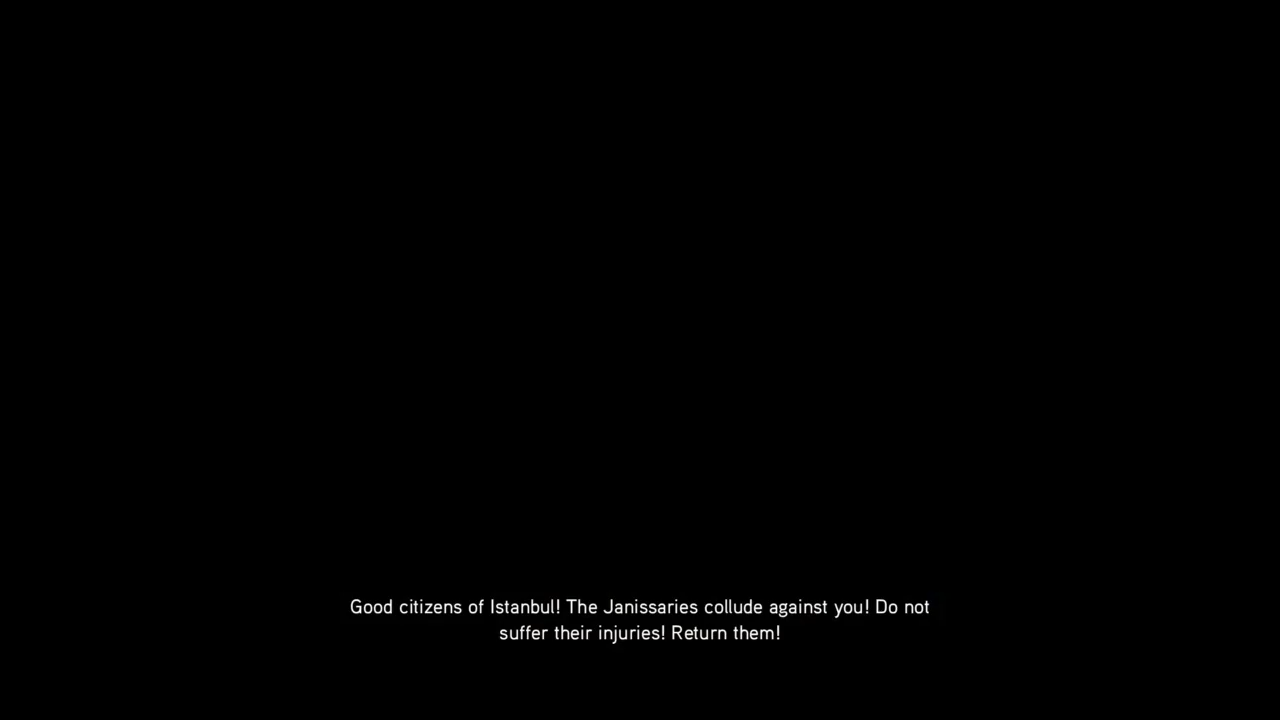 Good citizens of Istanbul! The Janissaries collude against you! Do not
suffer their injuries! Return them!